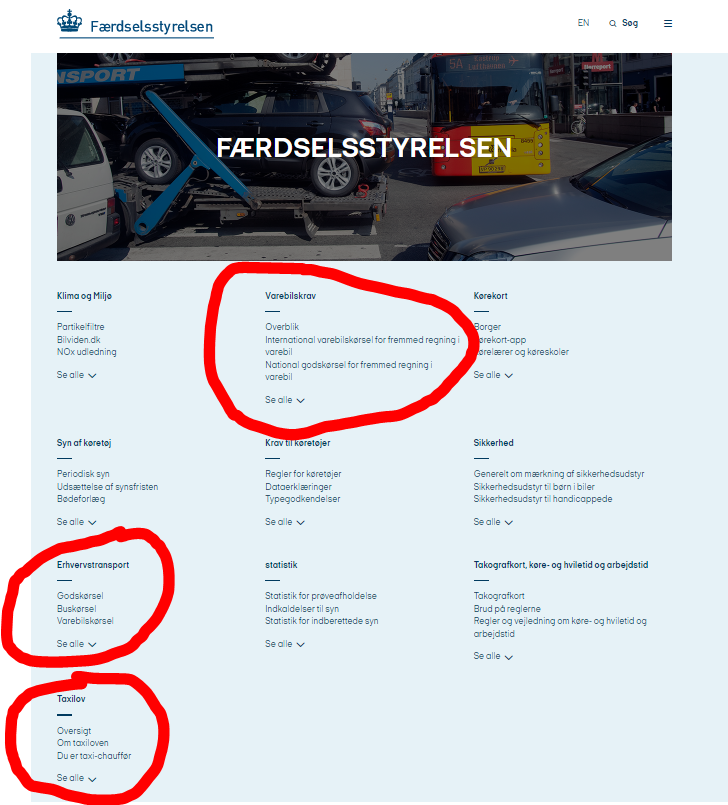 Færdselsstyrelsen
EN
Søg
NSPORT
5A
Lufthavnen
FÆRDSELSSTYRELSEN
Klima og Miljø
Partikelfiltre
Bilviden.dk
NOx udledning
Se alle
Varebilskrav
Overblik
International varebilskørsel for fremmed regning i
varebil
National godskørsel for fremmed regning i
varebil
Se alle
Kørekort
Borger
Se alle
Syn af køretøj
Periodisk syn
Udsættelse af synsfristen
Bødeforlæg
Se alle
Krav til køretøjer
Regler for køretøjer
Dataerklæringer
Typegodkendelser
Se alle
Sikkerhed
Generelt om mærkning af sikkerhedsudstyr
Sikkerhedsudstyr til børn i biler
Sikkerhedsudstyr til handicappede
Se alle
Erhvervstransport
Godskørsel
Buskørsel
Varebilskørsel
Se alle
statistik
Statistik for prøveafholdelse
Indkaldelser til syn
Statistik for indberettede syn
Se alle
Takografkort, køre- og hviletid og arbejdstid
Takografkort
Brud på reglerne
Regler og vejledning om køre- og hviletid og
arbejdstid
Se alle
Taxilov
Oversigt
Om taxiloven
Du er taxi-chauffør
Se alle